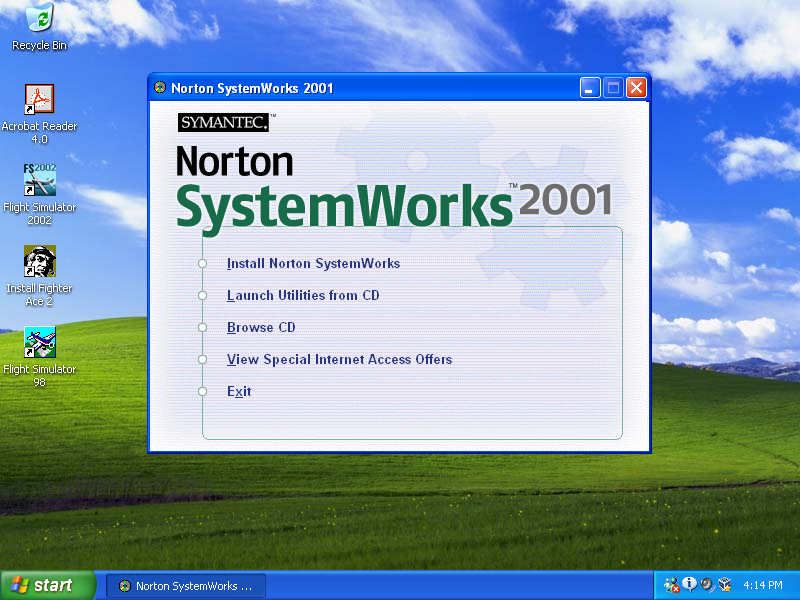 Recycle Bin
Acrobat Reader
4.0
FS2002
Flight Simulator
2002
Install Fighter
Ace 2
Flight Simulator
98
Norton SystemWorks 2001
SYMANTEC.™
Norton
SystemWorks™ 2001
Install Norton SystemWorks
Launch Utilities from CD
Browse CD
View Special Internet Access Offers
Exit
start
Norton SystemWorks ...
4:14 PM